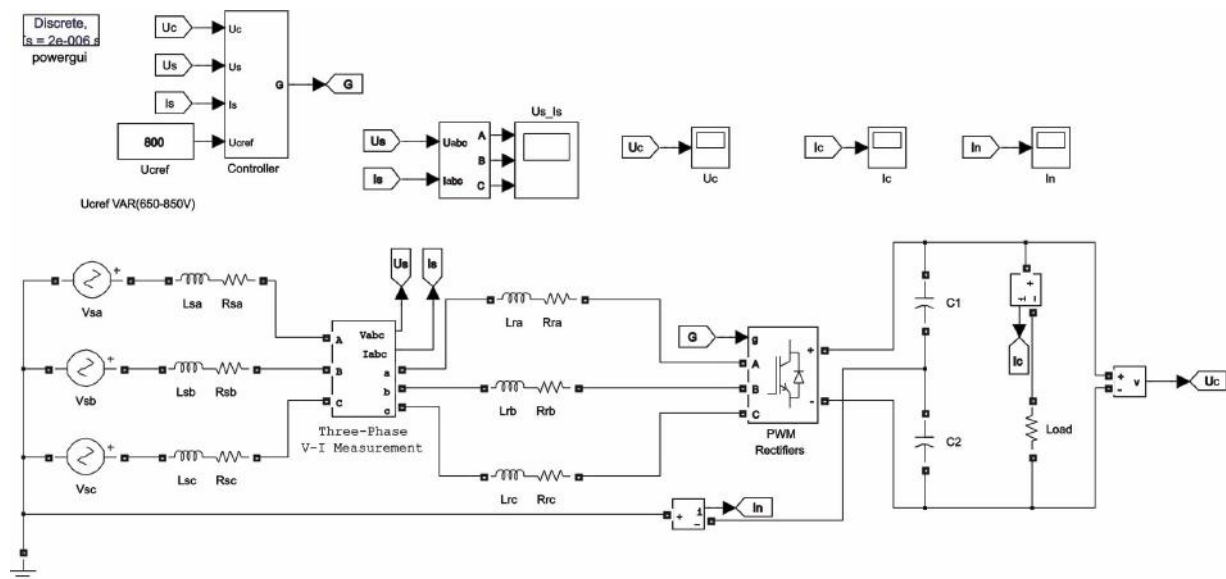 Discrete,
s = 2e-006 s
powergui
Uc
Us
Is
800
Ucref
Uc
Us
Is
Ucref
G
Controller
G
Ucref VAR(650-850V)
Us
Is
Uabc
Iabc
A
B
C
Us_Is
Uc
Uc
Ic
Ic
In
In
Vsa
Lsa Rsa
Vsb
Lsb Rsb
Vsc
Lsc Rsc
Us
Is
A
B
C
Vabc
Iabc
a
b
c
Three-Phase
V-I Measurement
Lra Rra
Lrb Rrb
Lrc Rrc
G
g
A
B
C
+
-
PWM
Rectifiers
+
i
-
In
C1
C2
+
-
i
Ic
Load
+
-
v
Uc